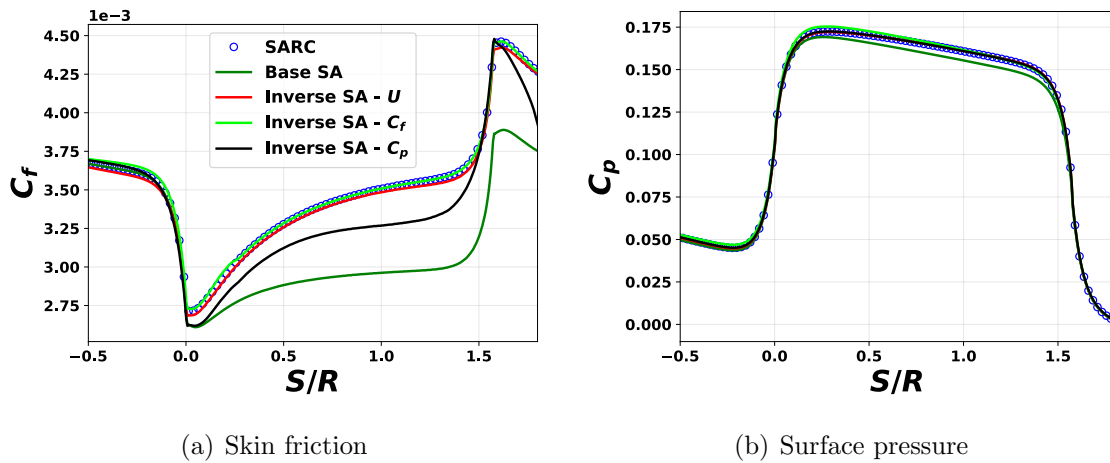 1e−3
4.50
4.25
4.00
3.75
3.50
3.25
3.00
2.75
C_f
−0.5
0.0
0.5
1.0
1.5
S/R
SARC
Base SA
Inverse SA - U
Inverse SA - C_f
Inverse SA - C_p
(a) Skin friction
0.175
0.150
0.125
0.100
0.075
0.050
0.025
0.000
C_p
−0.5
0.0
0.5
1.0
1.5
S/R
(b) Surface pressure